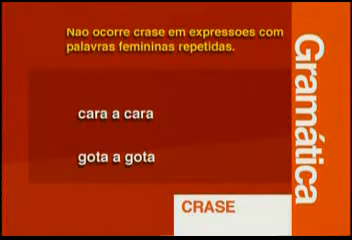 Nao ocorre crase em expressoes com
palavras femininas repetidas.
cara a cara
gota a gota
CRASE
Gramática